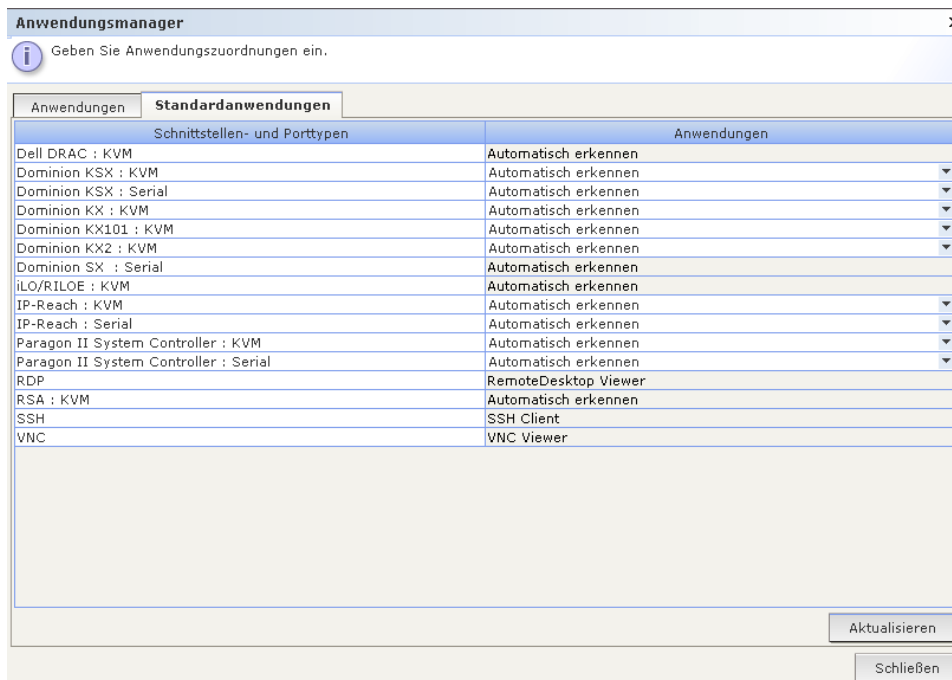 Anwendungsmanager
Geben Sie Anwendungszuordnungen ein.
Anwendungen Standardanwendungen
Schnittstellen- und Porttypen Anwendungen
Dell DRAC : KVM Automatisch erkennen
Dominion KSX : KVM Automatisch erkennen
Dominion KSX : Serial Automatisch erkennen
Dominion KX : KVM Automatisch erkennen
Dominion KX101 : KVM Automatisch erkennen
Dominion KX2 : KVM Automatisch erkennen
Dominion SX : Serial Automatisch erkennen
iLO/RILOE : KVM Automatisch erkennen
IP-Reach : KVM Automatisch erkennen
IP-Reach : Serial Automatisch erkennen
Paragon II System Controller : KVM Automatisch erkennen
Paragon II System Controller : Serial Automatisch erkennen
RDP RemoteDesktop Viewer
RSA : KVM Automatisch erkennen
SSH SSH Client
VNC VNC Viewer
Aktualisieren
Schließen